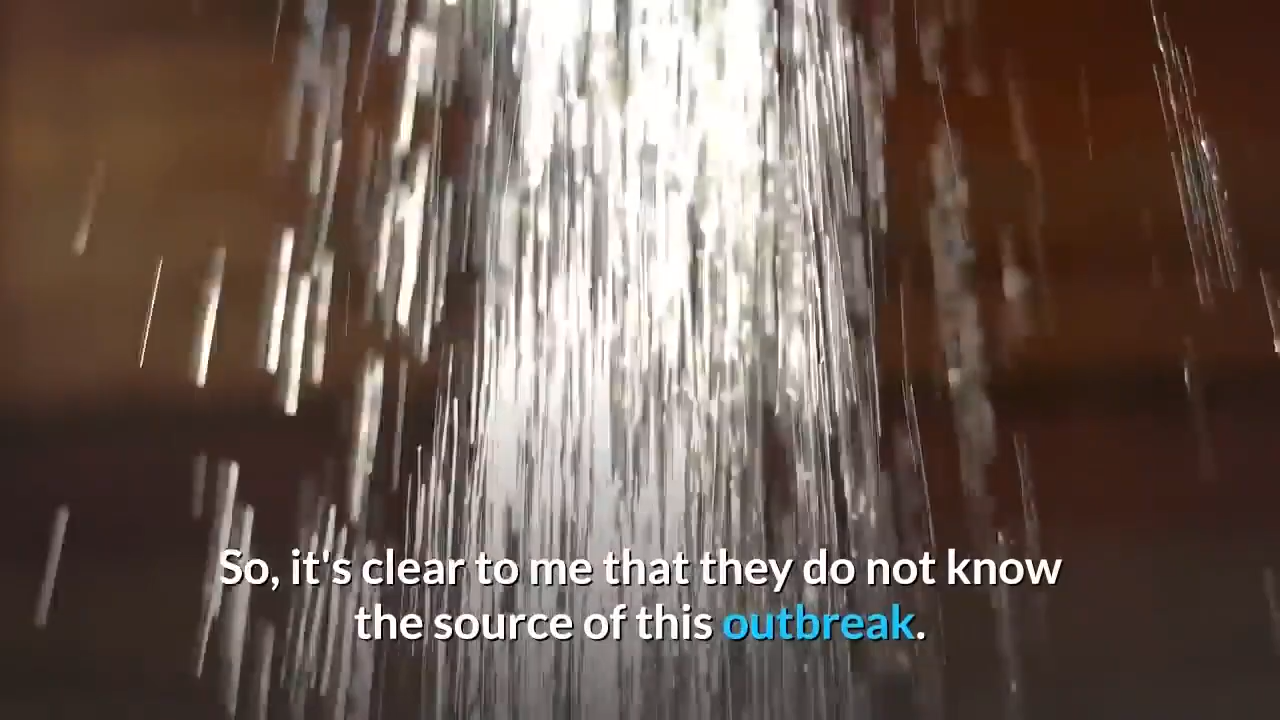 So, it's clear to me that they do not know
the source of this outbreak.